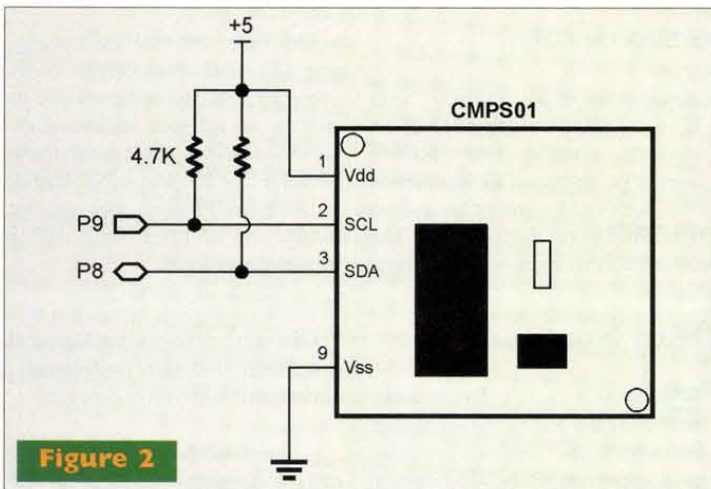 +5
CMPS01
4.7K
1
Vdd
P9
2
SCL
P8
3
SDA
9
Vss
Figure 2